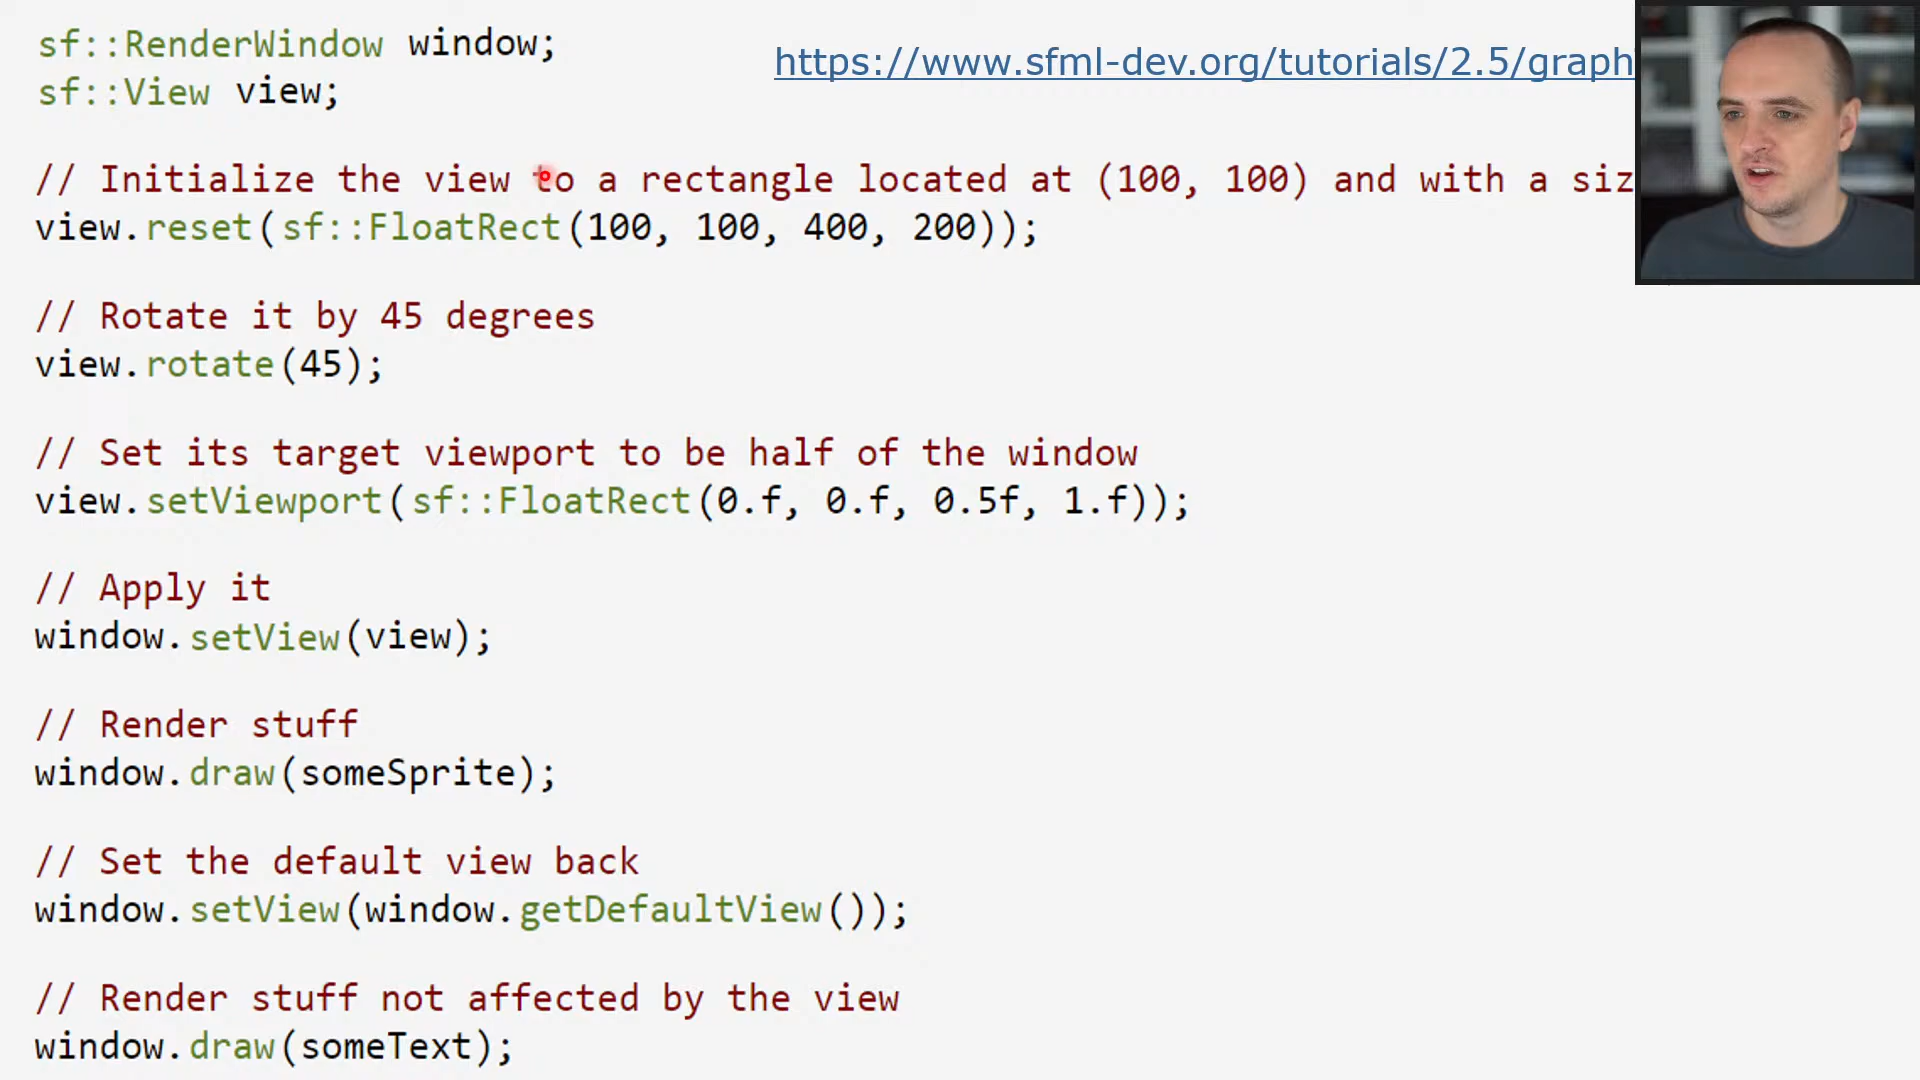 sf::RenderWindow window;
https://www.sfml-dev.org/tutorials/2.5/graph
sf::View view;
// Initialize the view to a rectangle located at (100, 100) and with a siz
view.reset(sf::FloatRect(100, 100, 400, 200));
// Rotate it by 45 degrees
view.rotate(45);
// Set its target viewport to be half of the window
view.setViewport(sf::FloatRect(0.f, 0.f, 0.5f, 1.f));
// Apply it
window.setView(view);
// Render stuff
window.draw(someSprite);
// Set the default view back
window.setView(window.getDefaultView());
// Render stuff not affected by the view
window.draw(someText);